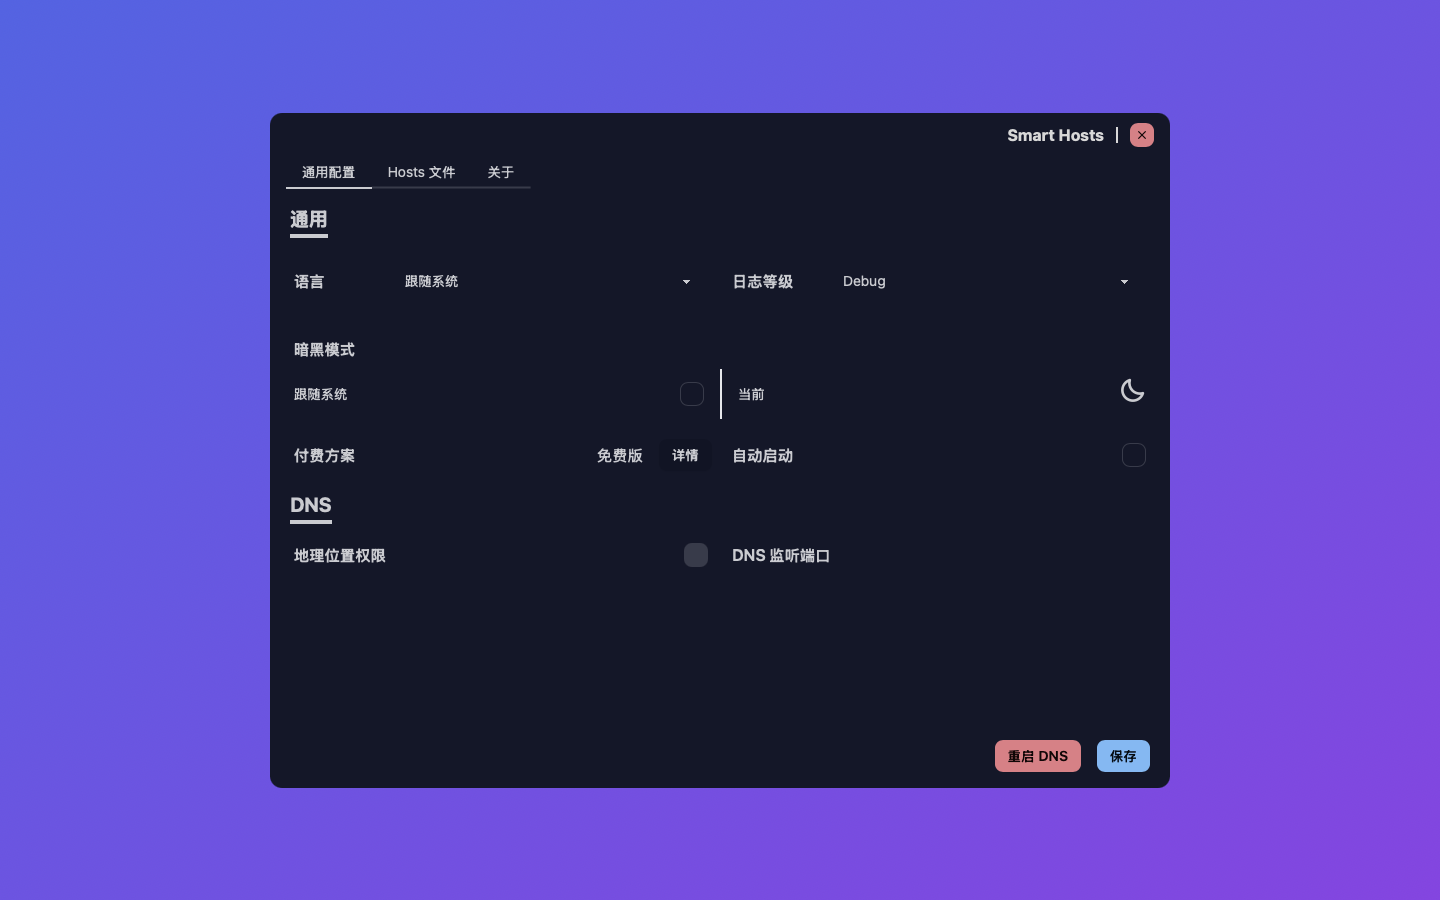 Smart Hosts
通用配置 Hosts 文件 关于
通用
语言 跟随系统 日志等级 Debug
暗黑模式
跟随系统 当前
付费方案 免费版 详情 自动启动
DNS
地理位置权限 DNS 监听端口
重启 DNS 保存